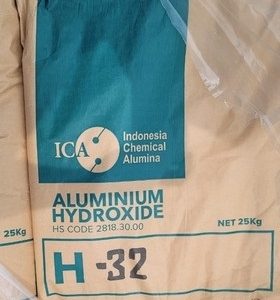 ICA
Indonesia
Chemical
Alumina
ALUMINIUM
HYDROXIDE
HS CODE 2818.30.00
25Kg
NET 25Kg
H -32